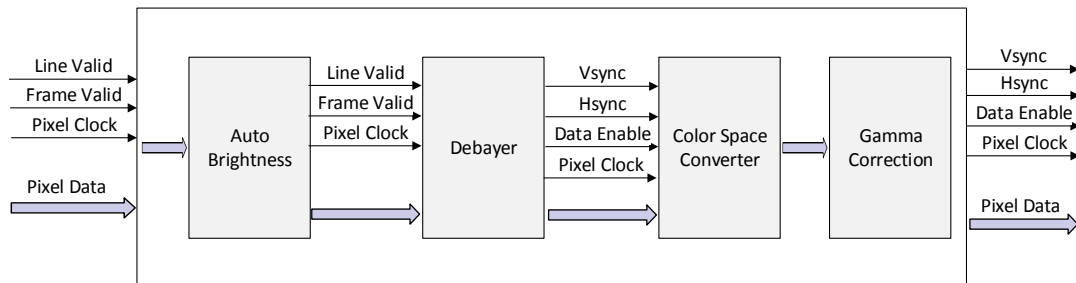 Line Valid
Frame Valid
Pixel Clock
Pixel Data
Auto
Brightness
Line Valid
Frame Valid
Pixel Clock
Debayer
Vsync
Hsync
Data Enable
Pixel Clock
Color Space
Converter
Gamma
Correction
Vsync
Hsync
Data Enable
Pixel Clock
Pixel Data